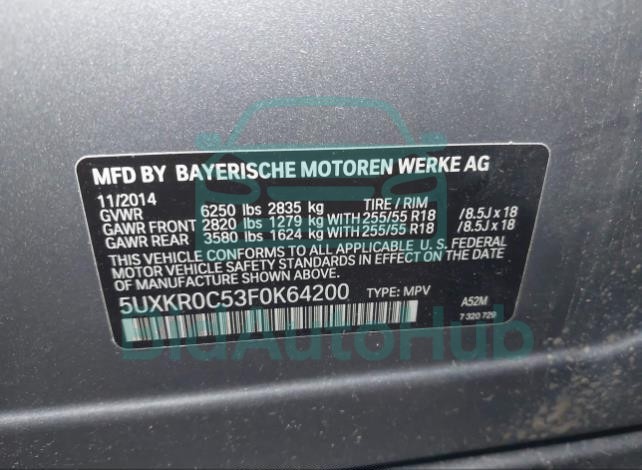 MFD BY BAYERISCHE MOTOREN WERKE AG
11/2014
GVWR 6250 lbs 2835 kg TIRE / RIM
GAWR FRONT 2820 lbs 1279 kg WITH 255/55 R18 /8.5J x 18
GAWR REAR 3580 lbs 1624 kg WITH 255/55 R18 /8.5J x 18
THIS VEHICLE CONFORMS TO ALL APPLICABLE U. S. FEDERAL
MOTOR VEHICLE SAFETY STANDARDS IN EFFECT ON THE DATE
OF MANUFACTURE SHOWN ABOVE.
5UXKR0C53F0K64200 TYPE: MPV A52M
7 320 729
BidAutoHub